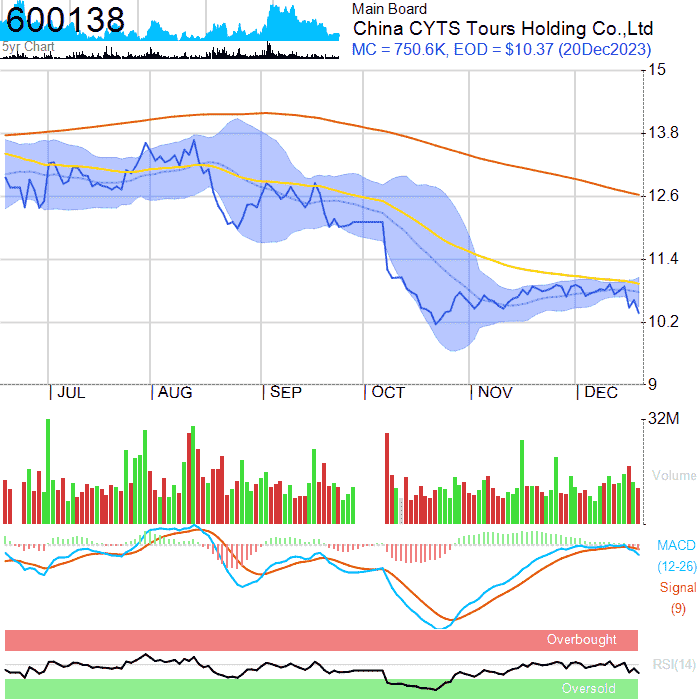 600138
5yr Chart
Main Board
China CYTS Tours Holding Co.,Ltd
MC = 750.6K, EOD = $10.37 (20Dec2023)
15
13.8
12.6
11.4
10.2
9
JUL AUG SEP OCT NOV DEC
32M
Volume
MACD
(12-26)
Signal
(9)
Overbought
RSI(14)
Oversold